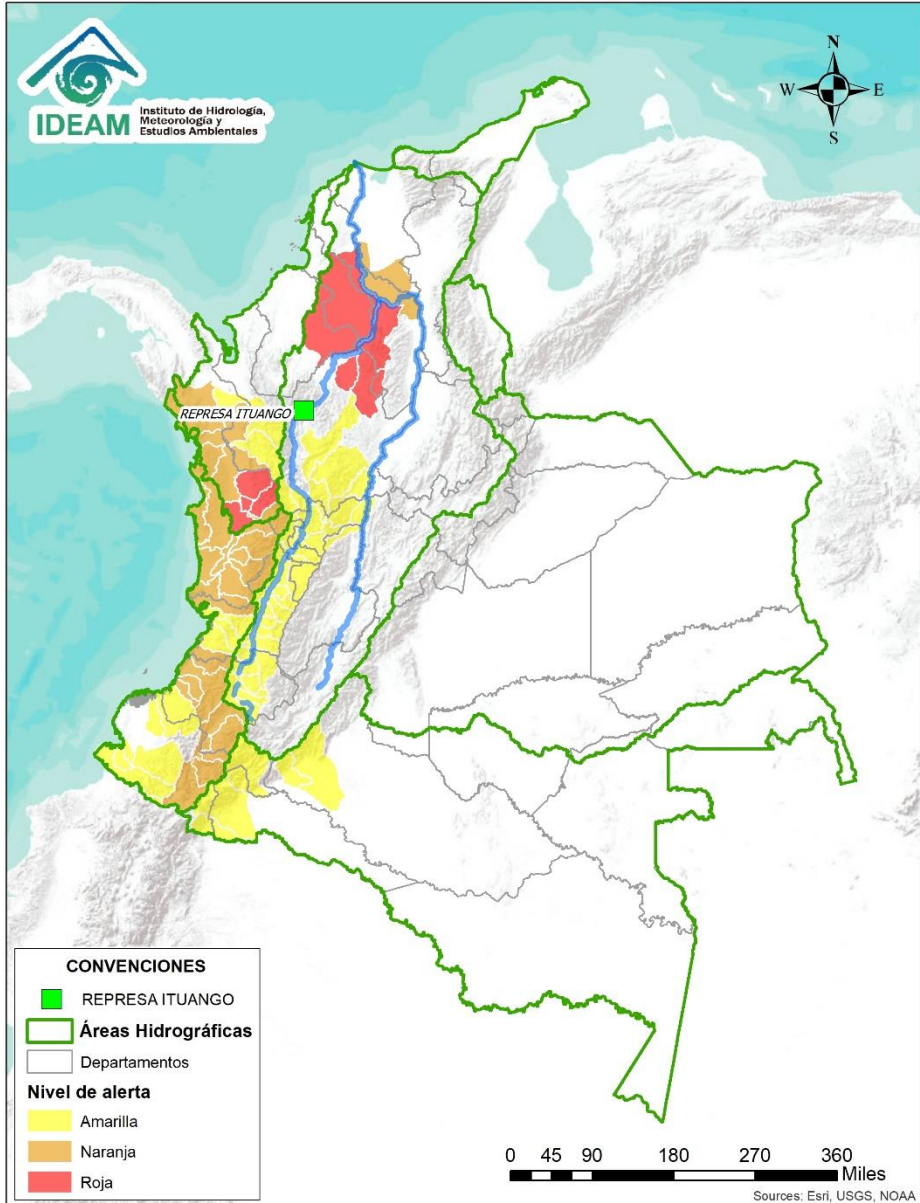 IDEAM
Instituto de Hidrología,
Meteorología y
Estudios Ambientales
N
W
E
S
REPRESA ITUANGO
CONVENCIONES
REPRESA ITUANGO
Áreas Hidrográficas
Departamentos
Nivel de alerta
Amarilla
Naranja
Roja
0 45 90 180 270 360
Miles
Sources: Esri, USGS, NOAA